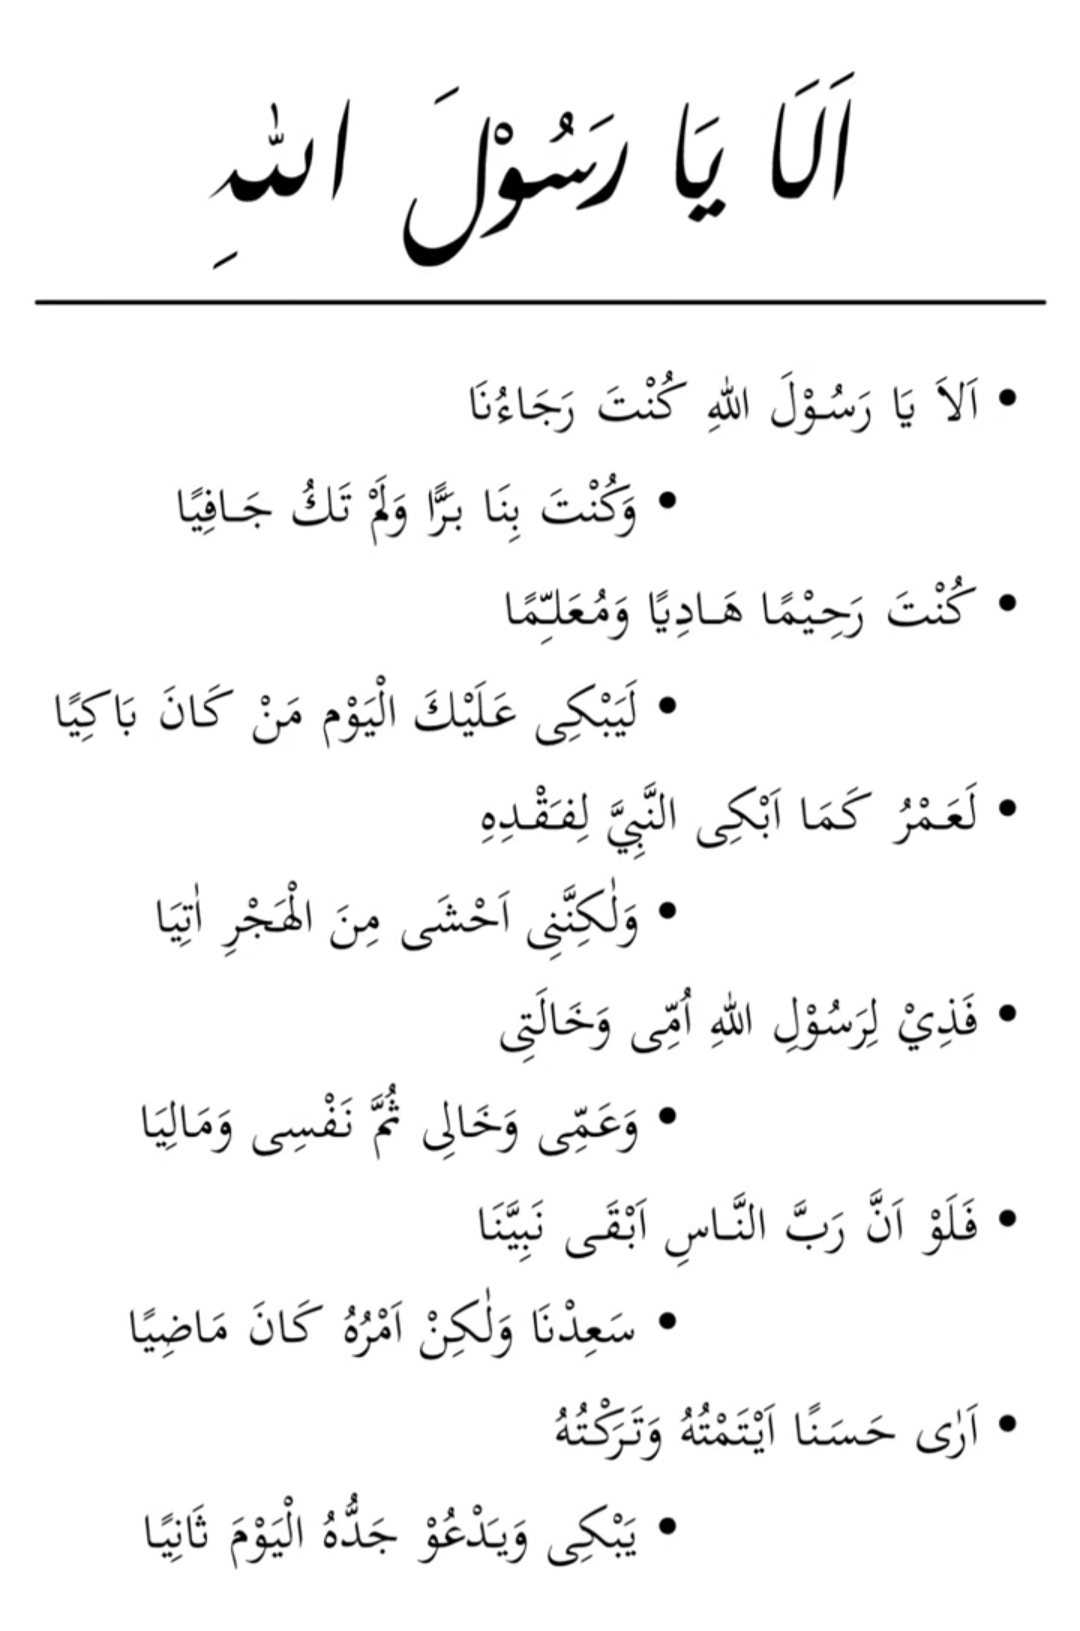 اَلَا يَا رَسُوْلَ اللهِ
• اَلاَ يَا رَسُوْلَ اللهِ كُنْتَ رَجَاءُنَا
• وَكُنْتَ بِنَا بَرًّا وَلَمْ تَكُ جَافِيًا
• كُنْتَ رَحِيْمًا هَادِيًا وَمُعَلِّمًا
• لَيَبْكِى عَلَيْكَ الْيَوْم مَنْ كَانَ بَاكِيًا
• لَعَمْرُ كَمَا اَبْكِى النَّبِيَّ لِفَقْدِهِ
• وَلٰكِنَّنِى اَحْشَى مِنَ الْهَجْرِ اٰتِيَا
• فَذِيْ لِرَسُوْلِ اللهِ اُمِّى وَخَالَتِى
• وَعَمِّى وَخَالِى ثُمَّ نَفْسِى وَمَالِيَا
• فَلَوْ اَنَّ رَبَّ النَّاسِ اَبْقَى نَبِيَّنَا
• سَعِدْنَا وَلٰكِنْ اَمْرُهُ كَانَ مَاضِيًا
• اَرٰى حَسَنًا اَيْتَمْتُهُ وَتَرَكْتُهُ
• يَبْكِى وَيَدْعُوْ جَدُّهُ الْيَوْمَ ثَانِيًا